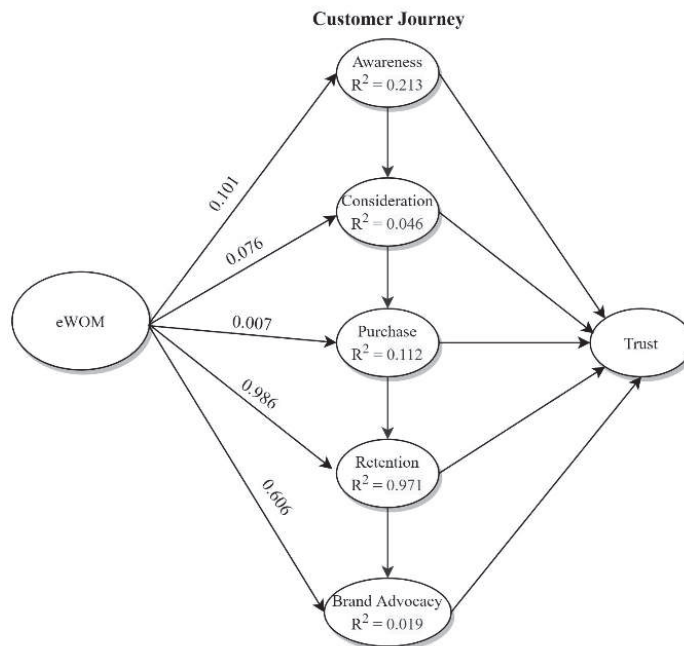 Customer Journey
Awareness
R² = 0.213
0.101
Consideration
R² = 0.046
0.076
eWOM
0.007
Purchase
R² = 0.112
Trust
0.986
Retention
R² = 0.971
0.606
Brand Advocacy
R² = 0.019